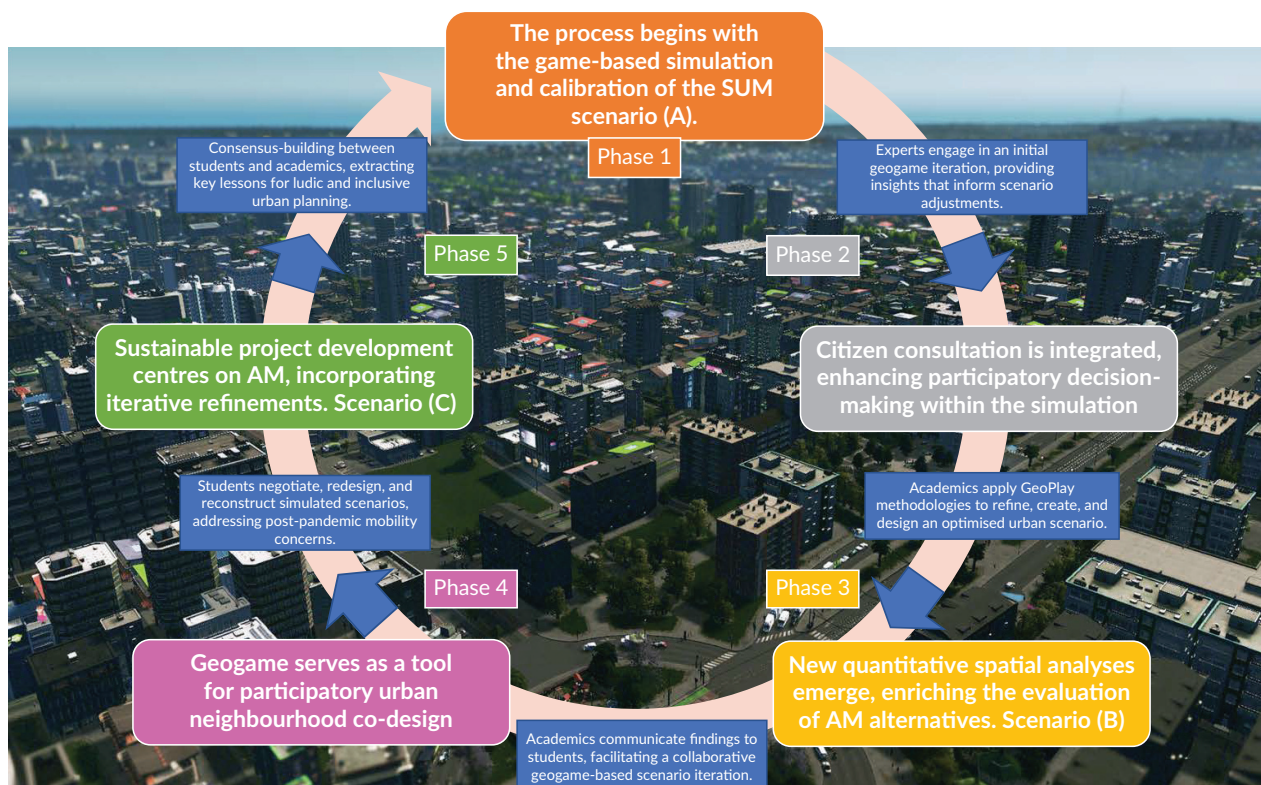 The process begins with
the game-based simulation
and calibration of the SUM
scenario (A).
Phase 1
Experts engage in an initial
geogame iteration, providing
insights that inform scenario
adjustments.
Phase 2
Citizen consultation is integrated,
enhancing participatory decision-
making within the simulation
Academics apply GeoPlay
methodologies to refine, create, and
design an optimised urban scenario.
Phase 3
New quantitative spatial analyses
emerge, enriching the evaluation
of AM alternatives. Scenario (B)
Academics communicate findings to
students, facilitating a collaborative
geogame-based scenario iteration.
Phase 4
Geogame serves as a tool
for participatory urban
neighbourhood co-design
Students negotiate, redesign, and
reconstruct simulated scenarios,
addressing post-pandemic mobility
concerns.
Phase 5
Sustainable project development
centres on AM, incorporating
iterative refinements. Scenario (C)
Consensus-building between
students and academics, extracting
key lessons for ludic and inclusive
urban planning.